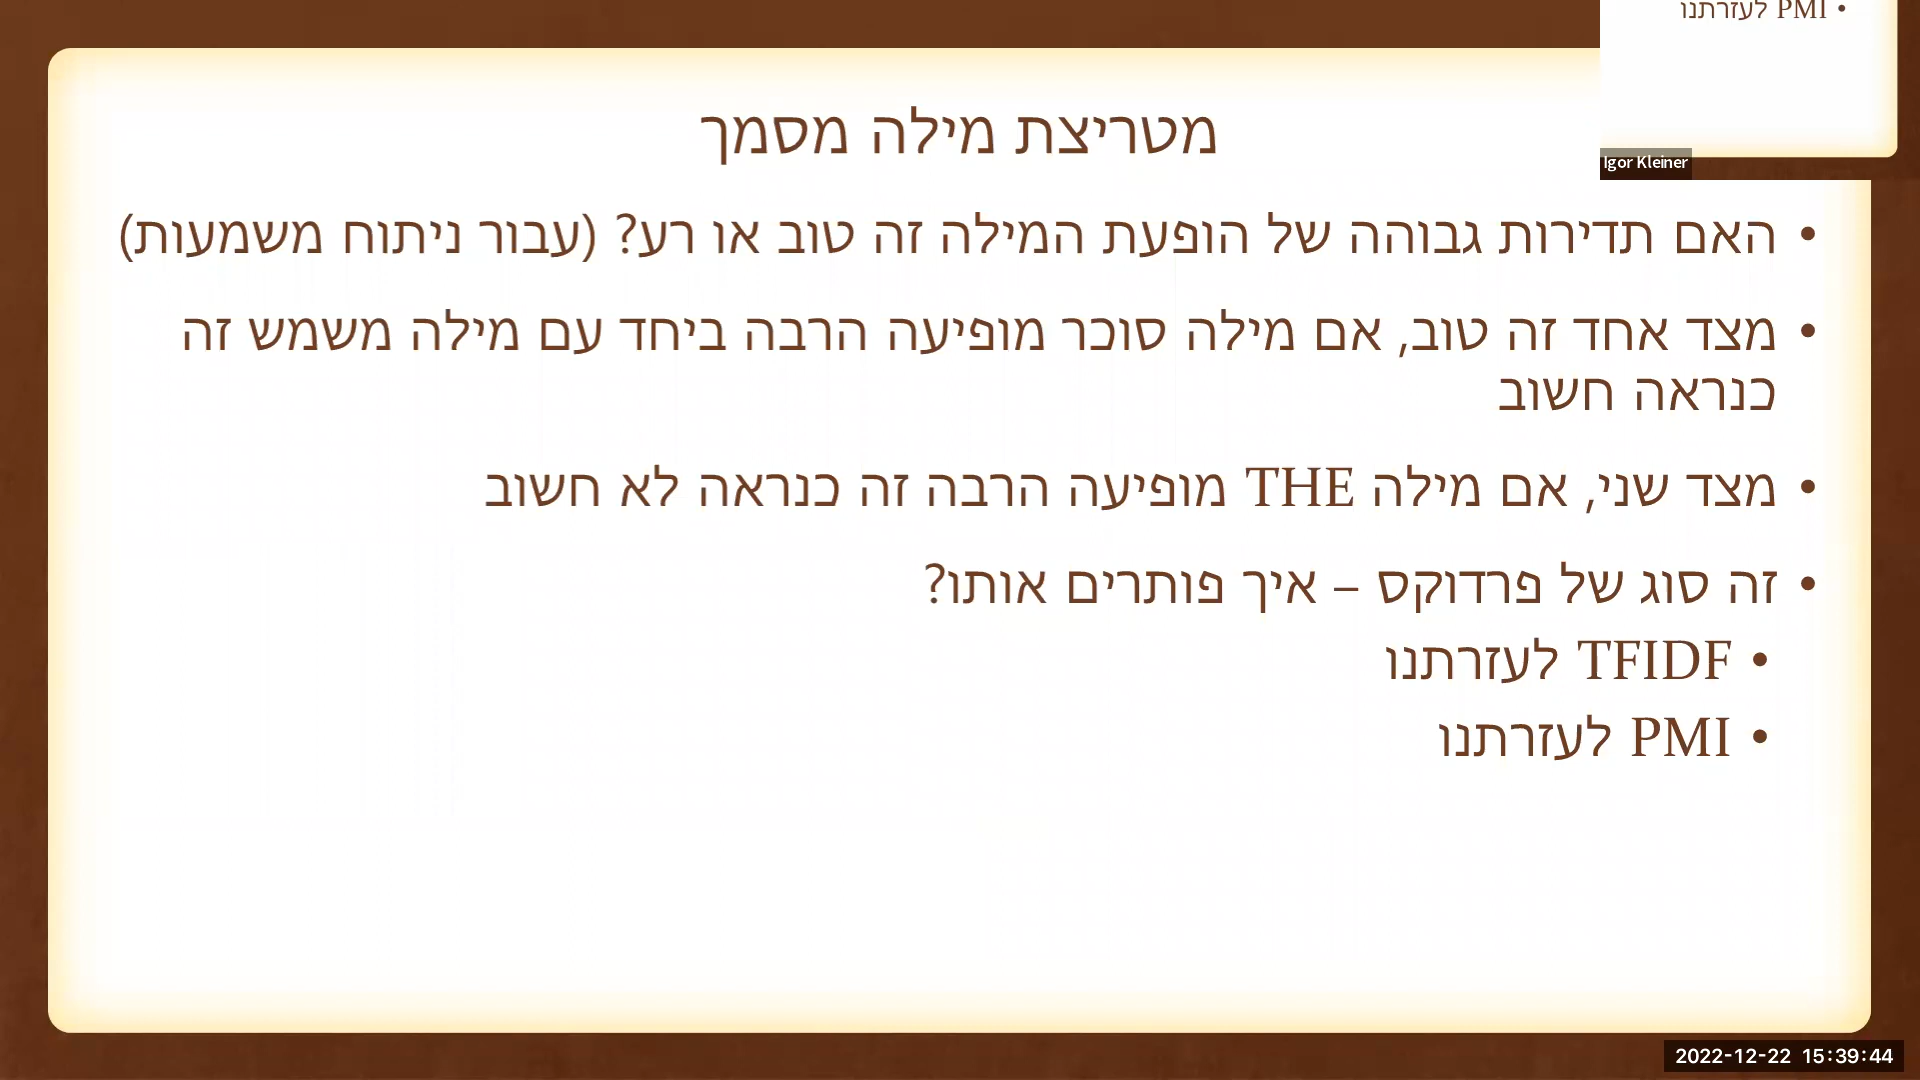 • PMI לעזרתנו
Igor Kleiner
מטריצת מילה מסמך
• האם תדירות גבוהה של הופעת המילה זה טוב או רע? (עבור ניתוח משמעות)
• מצד אחד זה טוב, אם מילה סוכר מופיעה הרבה ביחד עם מילה משמש זה
כנראה חשוב
• מצד שני, אם מילה THE מופיעה הרבה זה כנראה לא חשוב
• זה סוג של פרדוקס – איך פותרים אותו?
• TFIDF לעזרתנו
• PMI לעזרתנו
2022-12-22 15:39:44